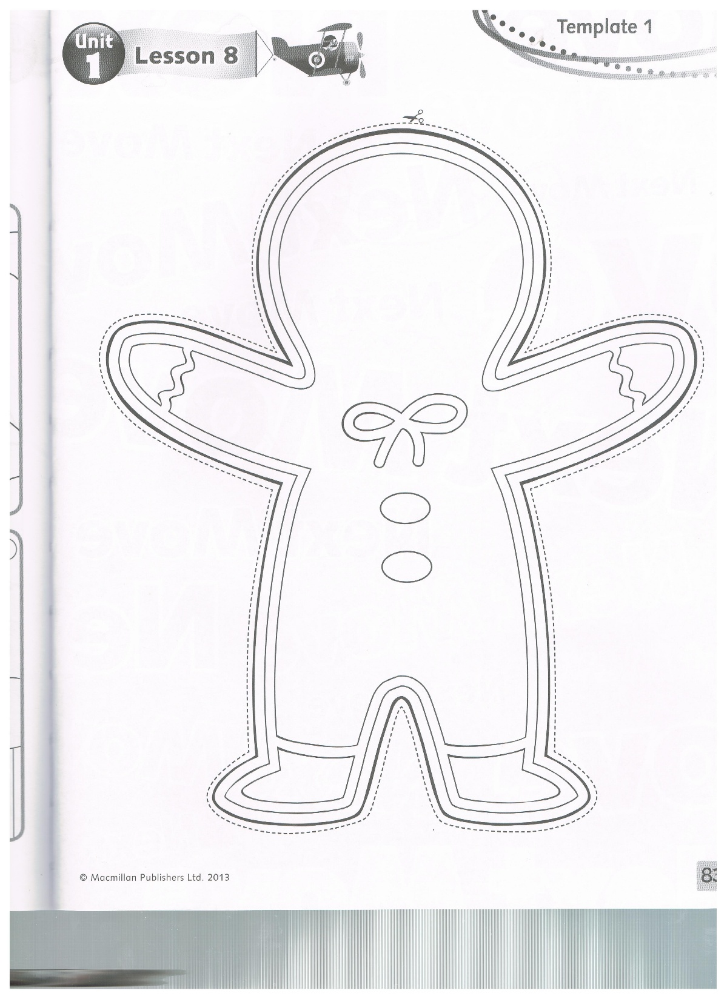 Unit
1
Lesson 8
Template 1
© Macmillan Publishers Ltd. 2013
83